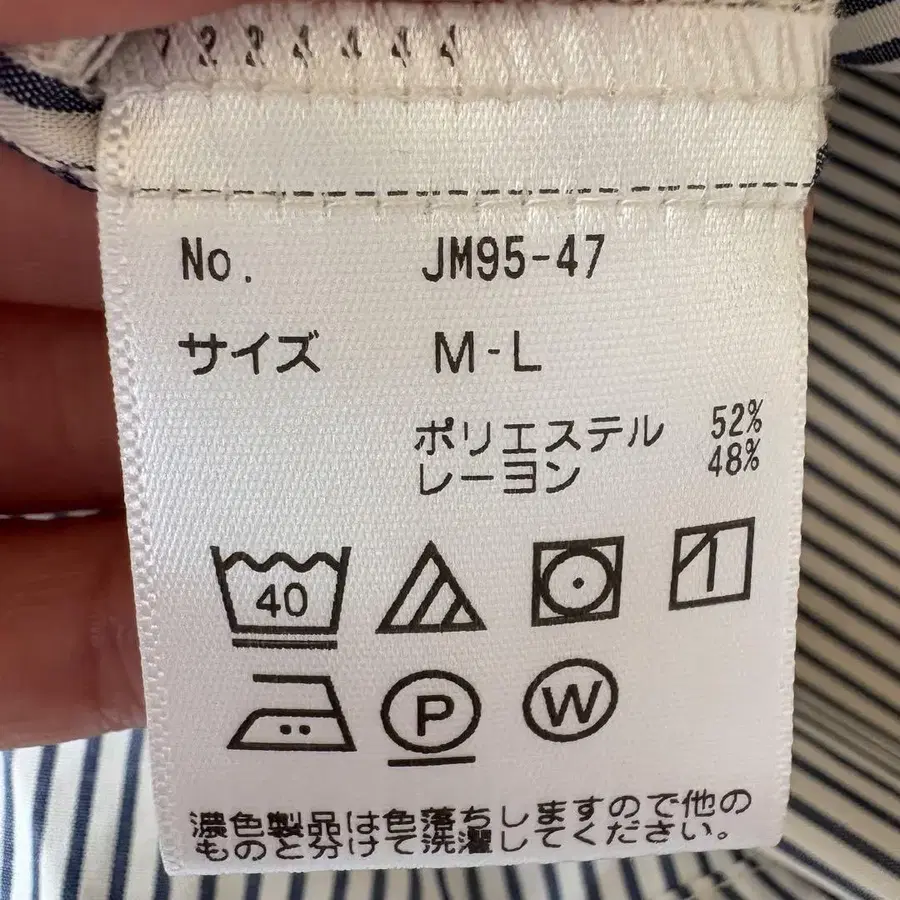 No. JM95-47
サイズ M-L
ポリエステル 52%
レーヨン 48%
40
P W
濃色製品は色落ちしますので他の
ものと分けて洗濯してください。